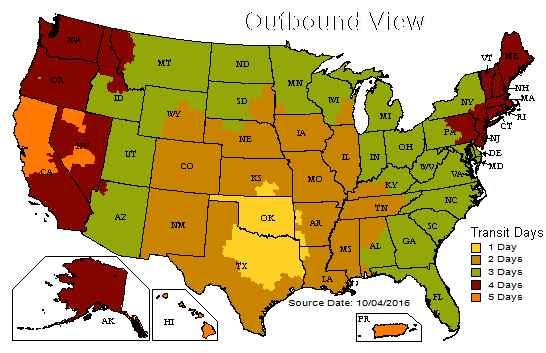 Outbound View
WA
VT
ME
MT
ND
OR
MN
NH
ID
SD
WI
NY
MA
WY
MI
RI
CT
IA
PA
NJ
NE
NV
OH
DE
UT
IL
IN
MD
CO
WV
CA
KS
MO
VA
KY
NC
TN
OK
AZ
NM
AR
SC
MS
AL
GA
TX
LA
FL
AK
HI
PR
Transit Days
1 Day
2 Days
3 Days
4 Days
5 Days
Source Date: 10/04/2016